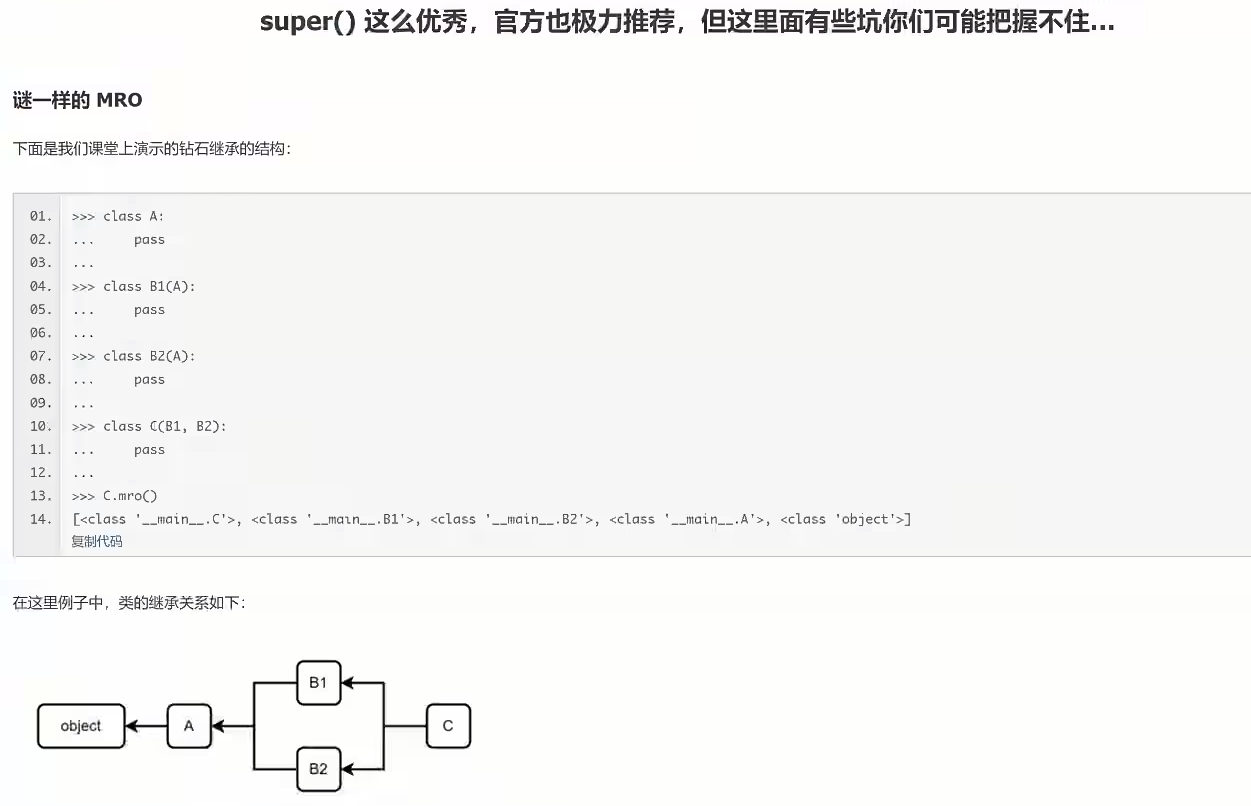 super() 这么优秀，官方也极力推荐，但这里面有些坑你们可能把握不住...
谜一样的 MRO
下面是我们课堂上演示的钻石继承的结构：
01. >>> class A:
02. ...     pass
03. ...
04. >>> class B1(A):
05. ...     pass
06. ...
07. >>> class B2(A):
08. ...     pass
09. ...
10. >>> class C(B1, B2):
11. ...     pass
12. ...
13. >>> C.mro()
14. [<class '__main__.C'>, <class '__main__.B1'>, <class '__main__.B2'>, <class '__main__.A'>, <class 'object'>]
复制代码
在这里例子中，类的继承关系如下：
B1
object
A
C
B2